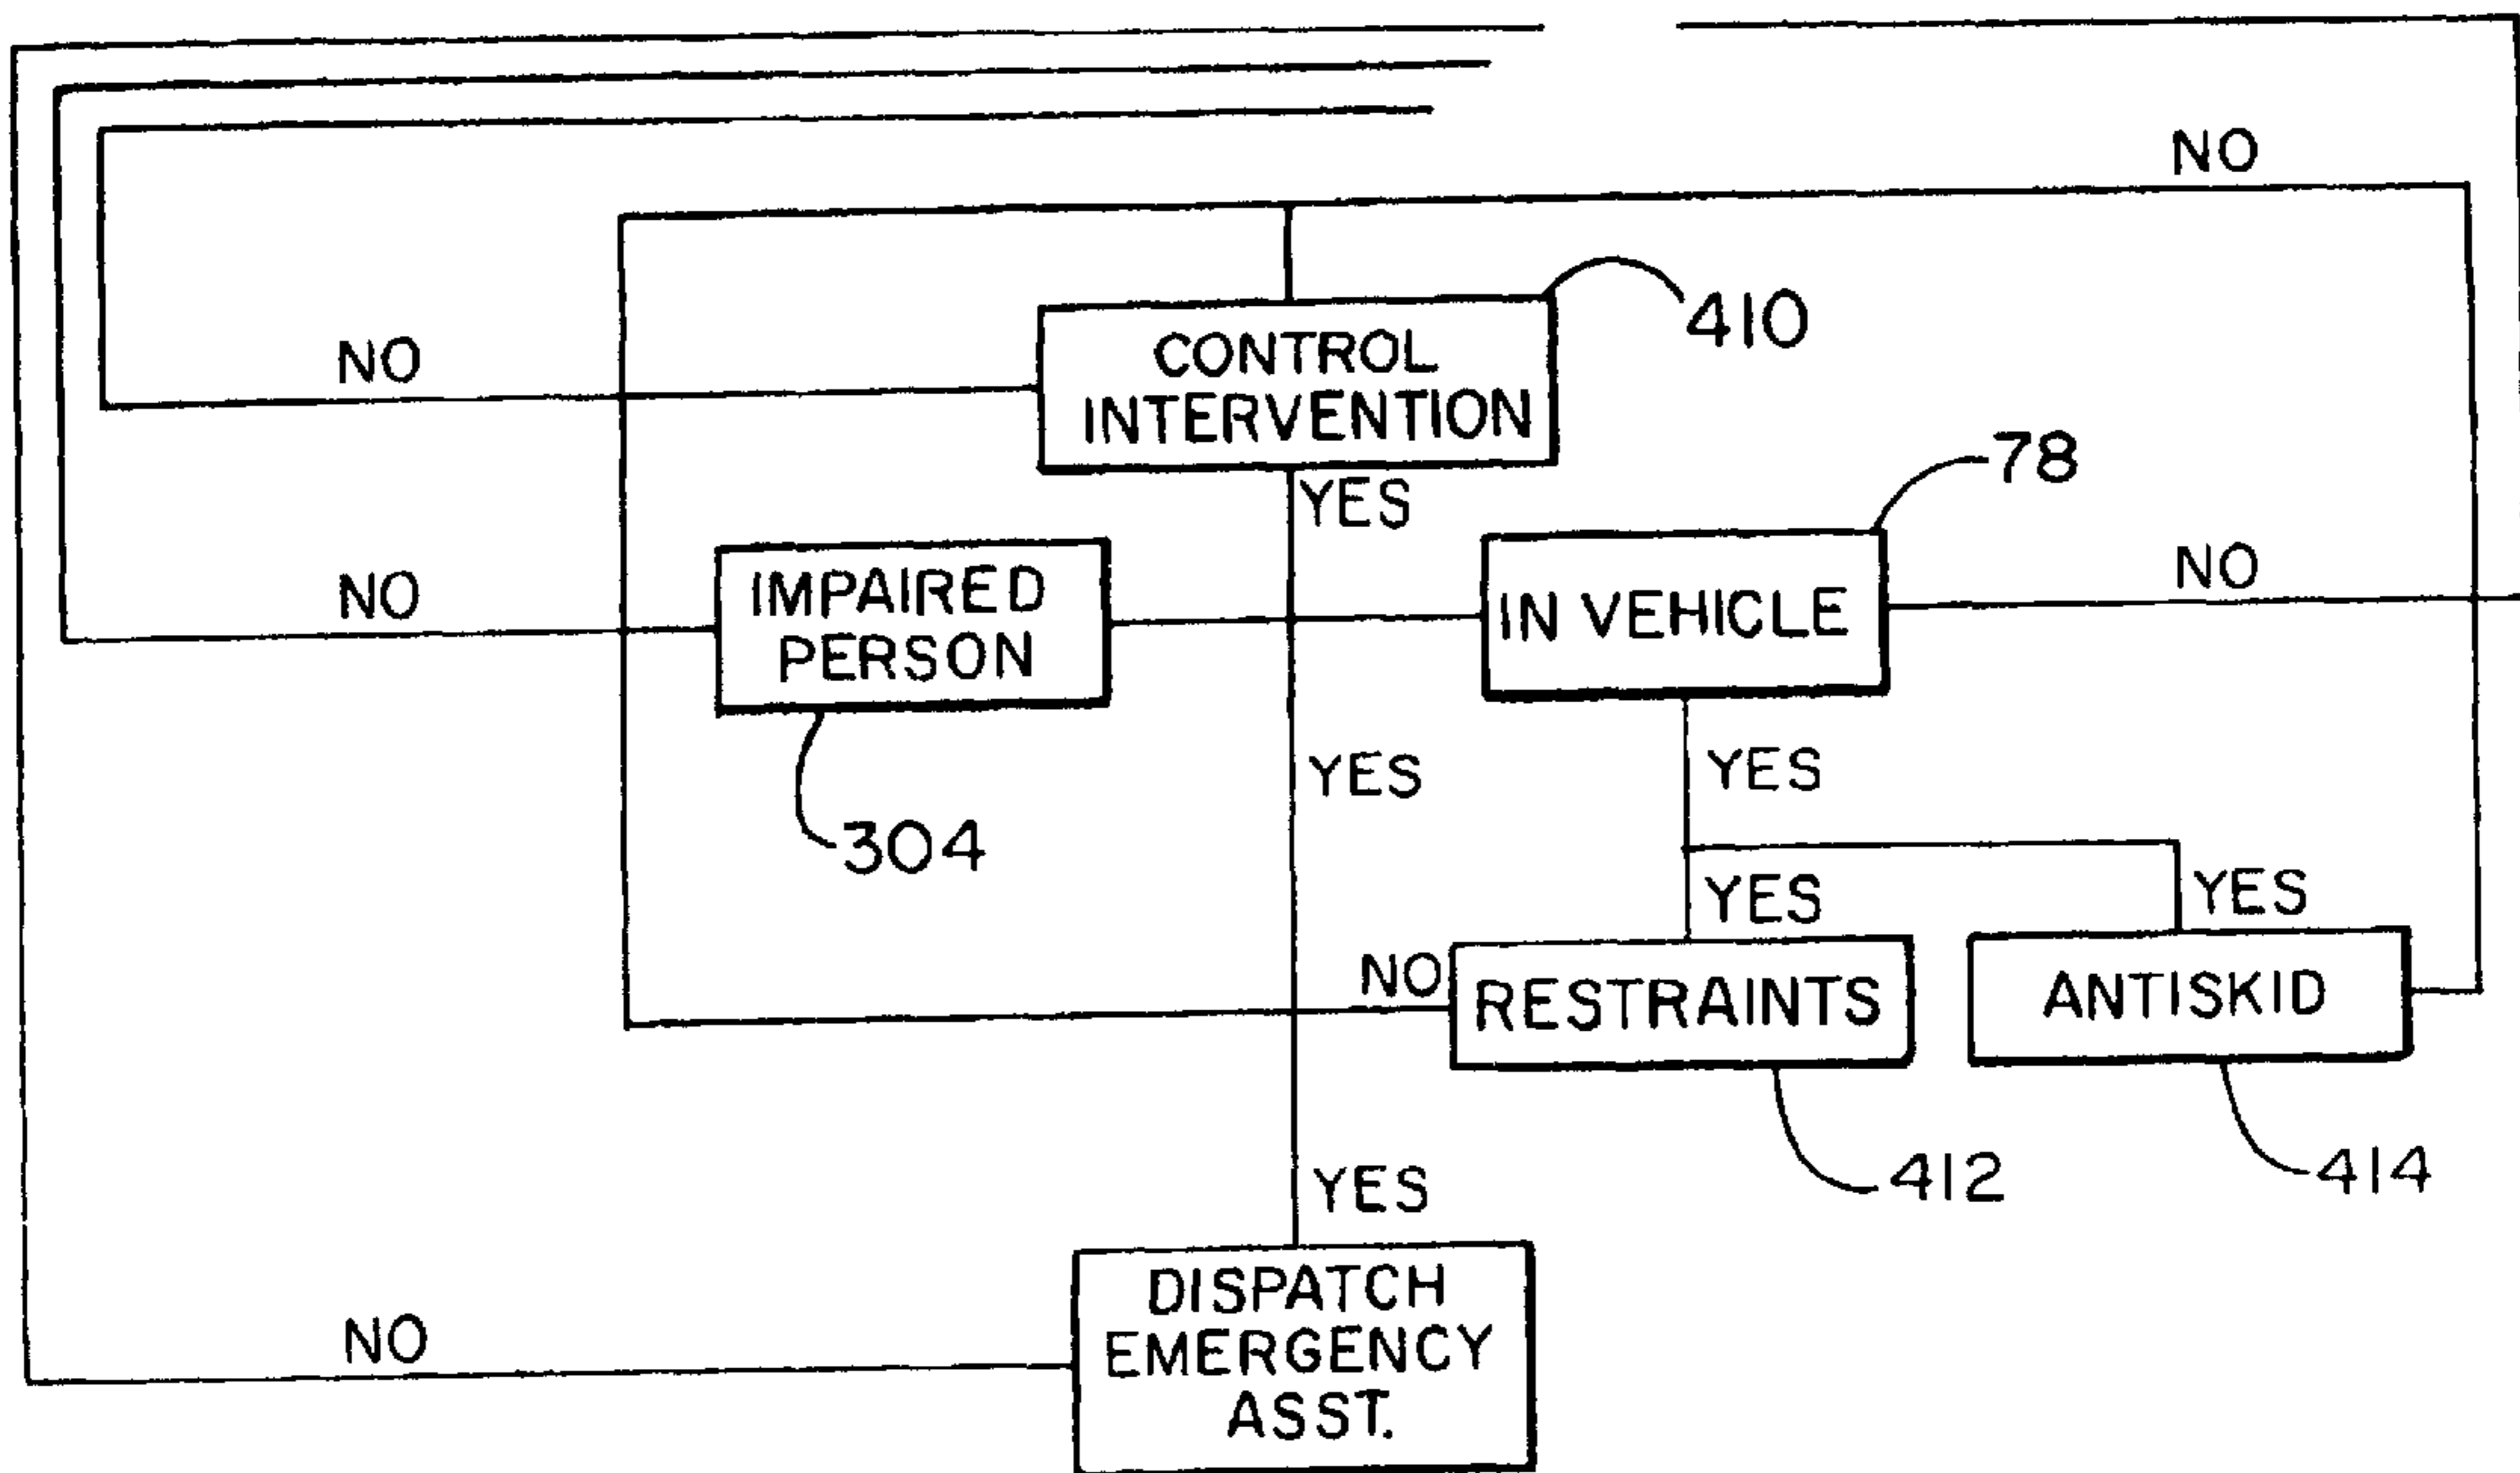 NO
410
NO
CONTROL
INTERVENTION
78
YES
NO
NO
IMPAIRED
PERSON
IN VEHICLE
YES
YES
304
YES
YES
NO
RESTRAINTS
ANTISKID
412
414
YES
NO
DISPATCH
EMERGENCY
ASST.